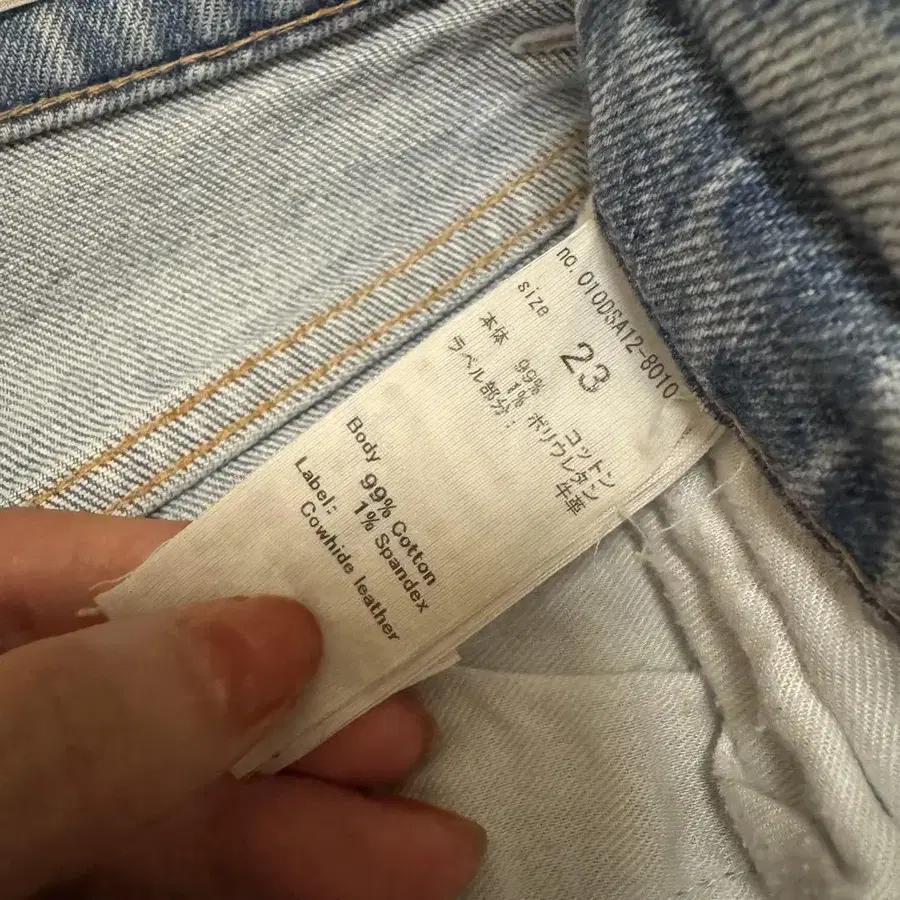 no. 010DSA12-8010
size 23
本体 99% コットン
1% ポリウレタン
ラベル部分: 牛革
Body 99% Cotton
1% Spandex
Label: Cowhide leather